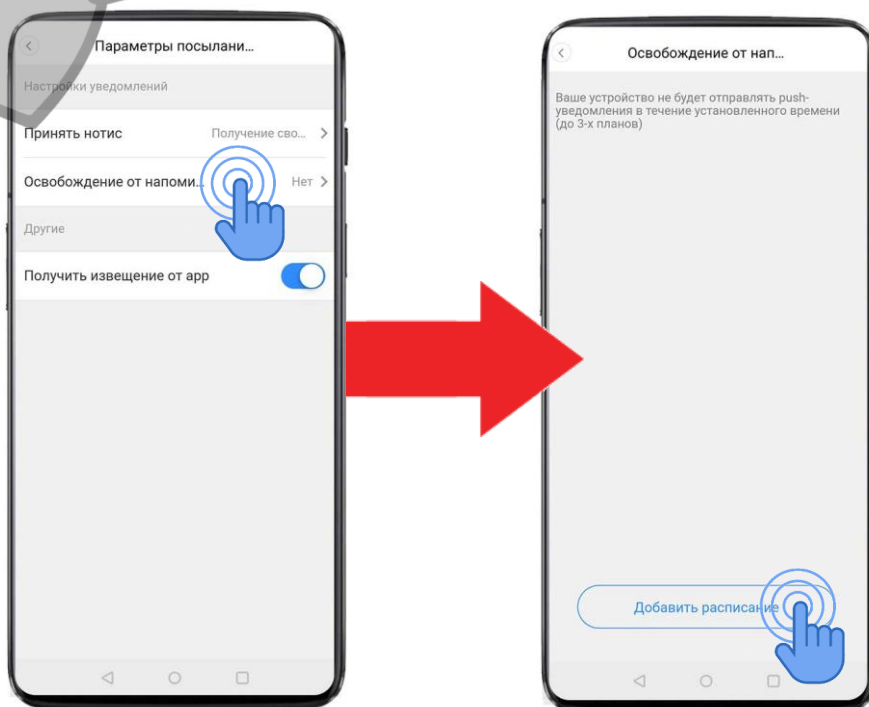 Параметры посылани...
Настройки уведомлений
Принять нотис
Получение сво...
Освобождение от напоми...
Нет
Другие
Получить извещение от app
Освобождение от нап...
Ваше устройство не будет отправлять push-
уведомления в течение установленного времени
(до 3-х планов)
Добавить расписание